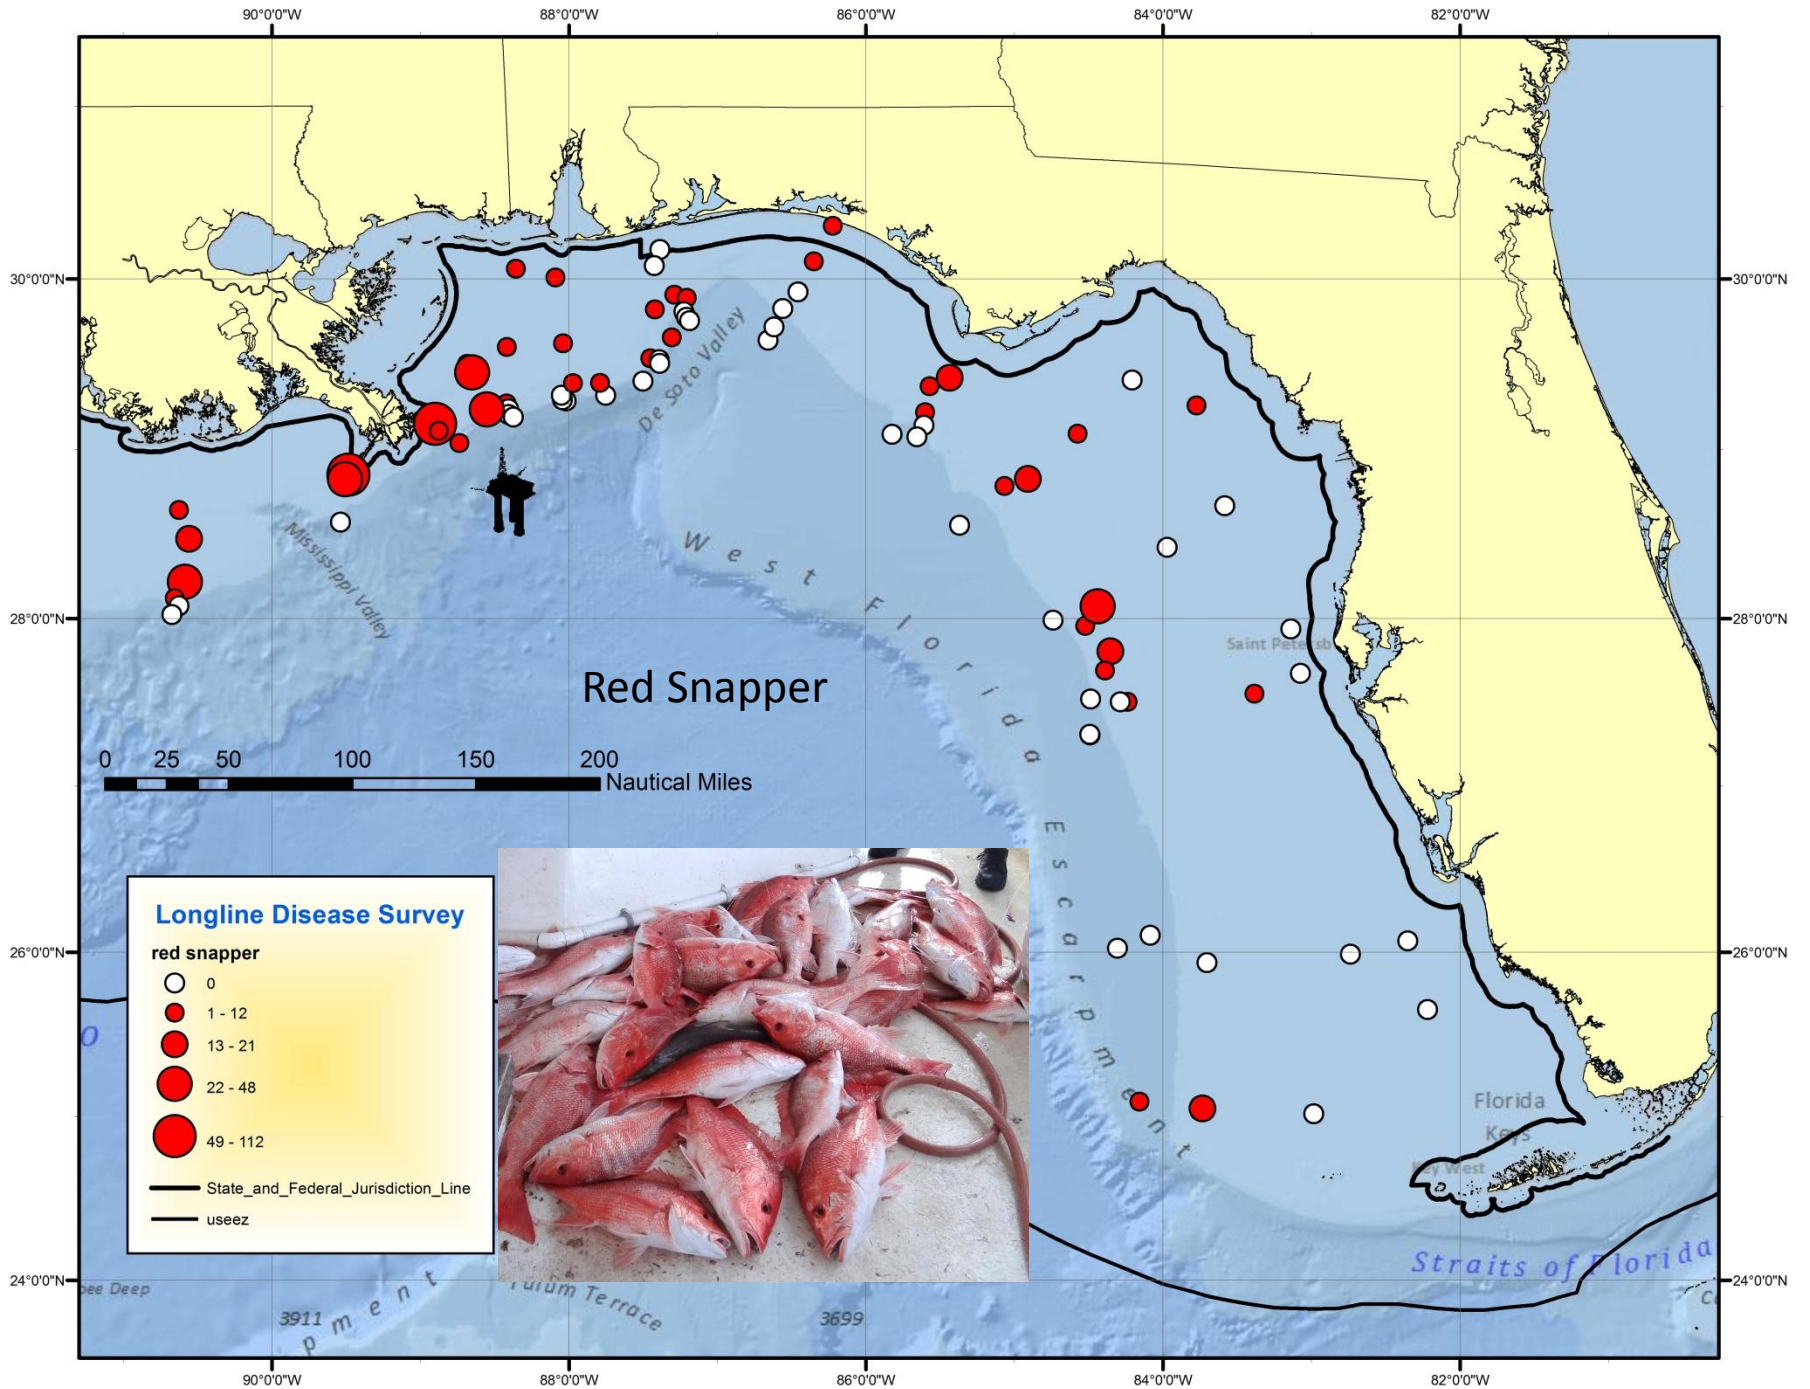 90°0'0"W 88°0'0"W 86°0'0"W 84°0'0"W 82°0'0"W
30°0'0"N 30°0'0"N
De Soto Valley
Mississippi Valley
West Florida Escarpment
28°0'0"N 28°0'0"N
Saint Petersb
Red Snapper
0 25 50 100 150 200
Nautical Miles
Longline Disease Survey
red snapper
0
1 - 12
13 - 21
22 - 48
49 - 112
State_and_Federal_Jurisdiction_Line
useez
26°0'0"N 26°0'0"N
O
Florida
Keys
Key West
Straits of Florida
24°0'0"N 24°0'0"N
ee Deep
Tulum Terrace
3911
pment
3699
90°0'0"W 88°0'0"W 86°0'0"W 84°0'0"W 82°0'0"W